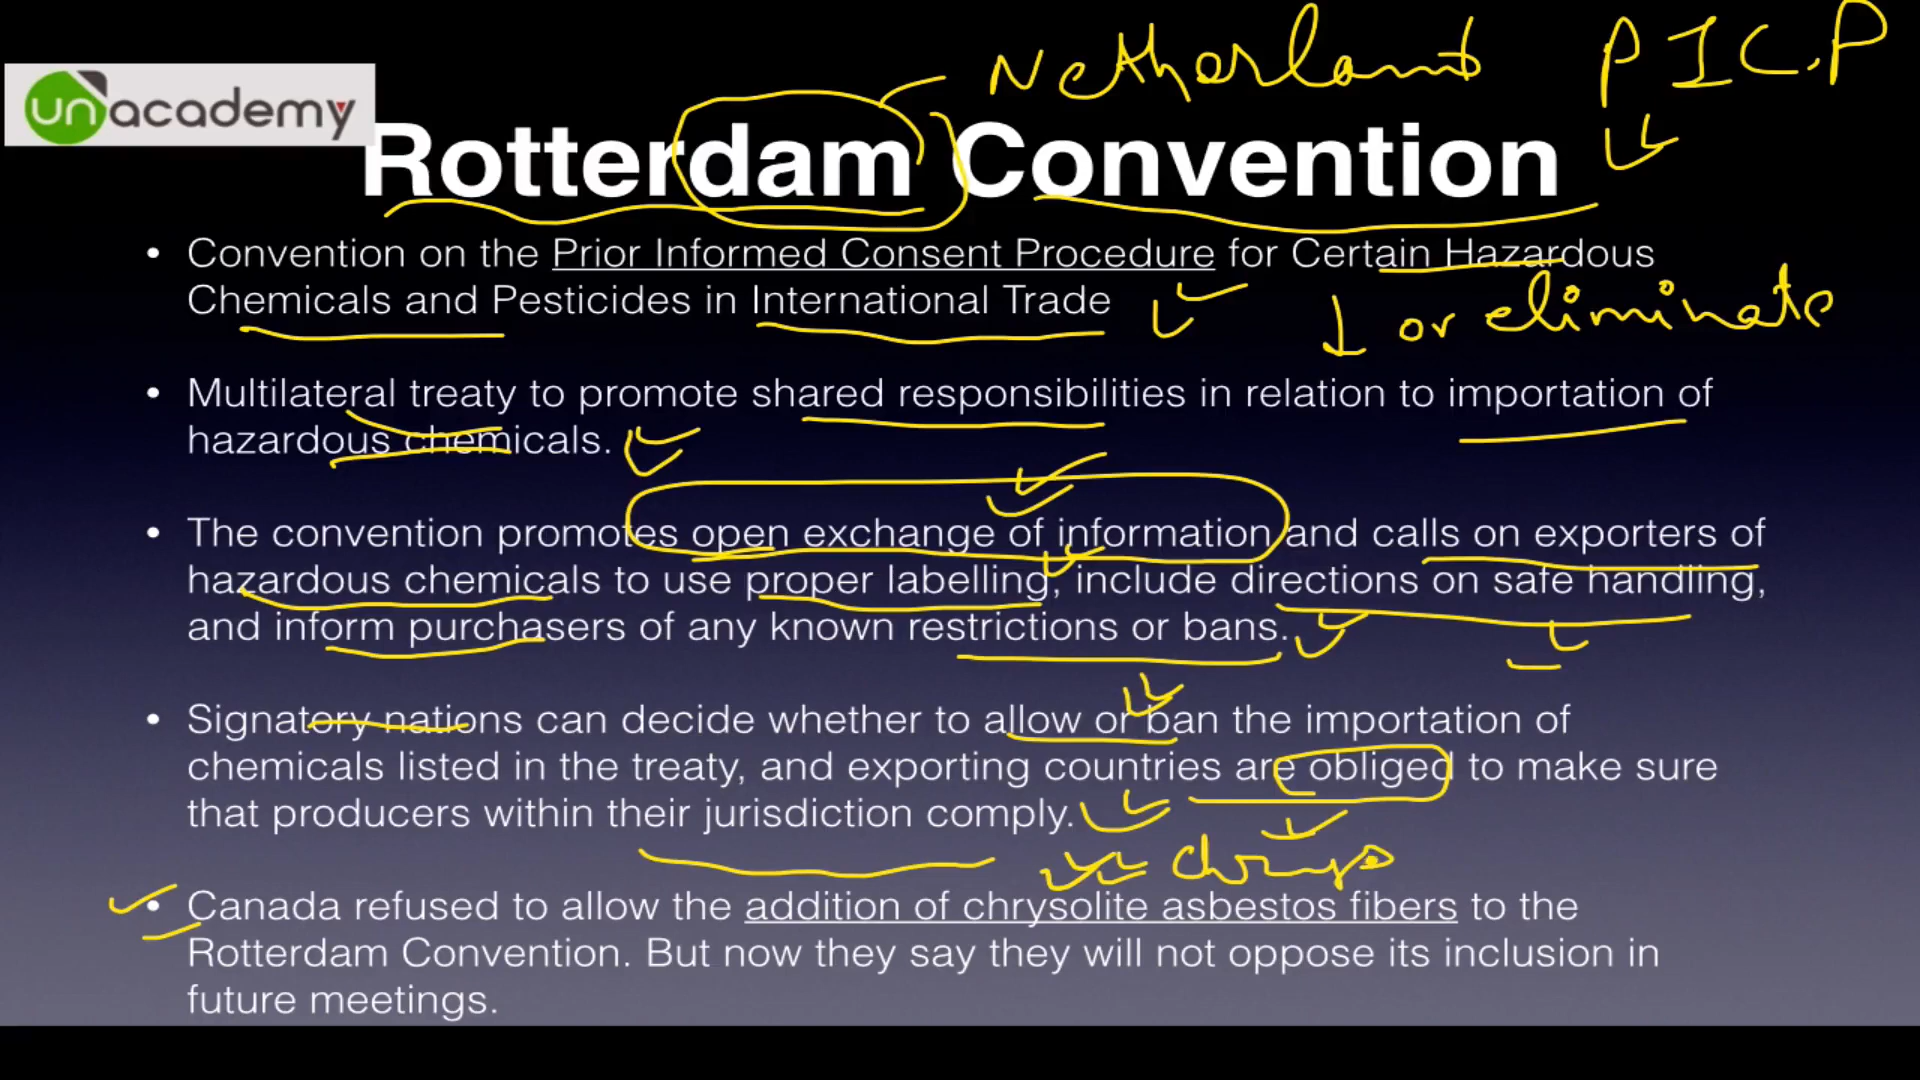 Netherland PIC.P
unacademy
Rotterdam Convention
• Convention on the Prior Informed Consent Procedure for Certain Hazardous
Chemicals and Pesticides in International Trade
↓ or eliminate
• Multilateral treaty to promote shared responsibilities in relation to importation of
hazardous chemicals.
• The convention promotes open exchange of information and calls on exporters of
hazardous chemicals to use proper labelling, include directions on safe handling,
and inform purchasers of any known restrictions or bans.
• Signatory nations can decide whether to allow or ban the importation of
chemicals listed in the treaty, and exporting countries are obliged to make sure
that producers within their jurisdiction comply.
• Canada refused to allow the addition of chrysolite asbestos fibers to the
Rotterdam Convention. But now they say they will not oppose its inclusion in
future meetings.